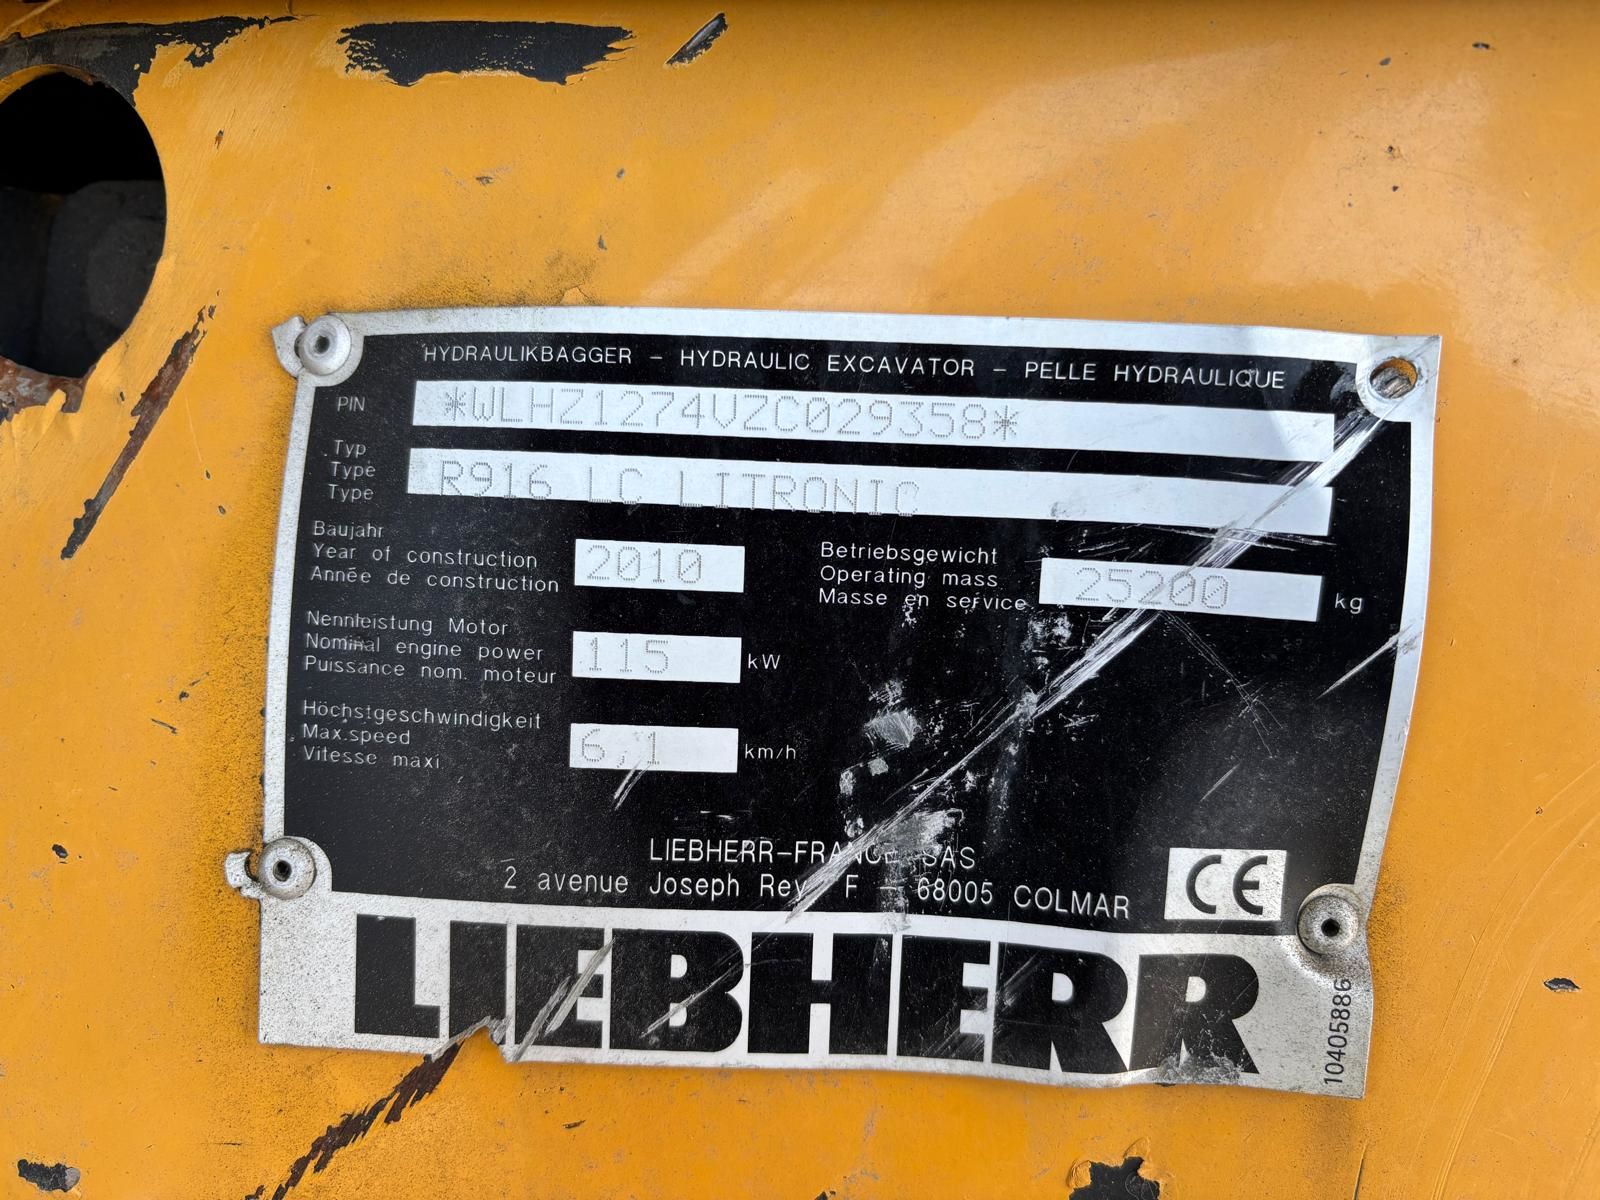 HYDRAULIKBAGGER – HYDRAULIC EXCAVATOR – PELLE HYDRAULIQUE
PIN *WLHZ1274VZC029358*
Typ
Type R916 LC LITRONIC
Type
Baujahr
Year of construction 2010
Année de construction
Betriebsgewicht
Operating mass 25200 kg
Masse en service
Nennleistung Motor
Nominal engine power 115 kW
Puissance nom. moteur
Höchstgeschwindigkeit
Max.speed 6,1 km/h
Vitesse maxi.
LIEBHERR-FRANCE SAS
2 avenue Joseph Rey F – 68005 COLMAR
CE
LIEBHERR
10405886